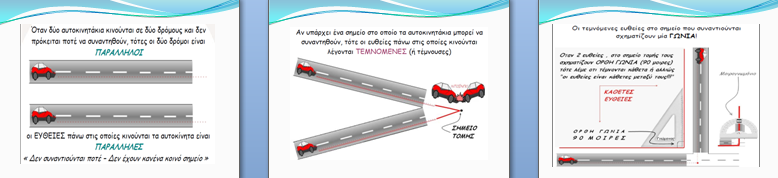 Όταν δύο αυτοκινητάκια κινούνται σε δύο δρόμους και δεν
πρόκειται ποτέ να συναντηθούν, τότες οι δύο δρόμοι είναι
ΠΑΡΑΛΛΗΛΟΙ
οι ΕΥΘΕΙΕΣ πάνω στις οποίες κινούνται τα αυτοκίνητα είναι
ΠΑΡΑΛΛΗΛΕΣ
« Δεν συναντιούνται ποτέ - Δεν έχουν κανένα κοινό σημείο »
Αν υπάρχει ένα σημείο στο οποίο τα αυτοκινητάκια μπορεί να
συναντηθούν, τότε οι ευθείες πάνω στις οποίες κινούνται
λέγονται ΤΕΜΝΟΜΕΝΕΣ (ή τέμνουσες)
ΣΗΜΕΙΟ
ΤΟΜΗΣ
Οι τεμνόμενες ευθείες στο σημείο που συναντιούνται
σχηματίζουν μία ΓΩΝΙΑ!
Όταν 2 ευθείες , στο σημείο τομής τους
σχηματίζουν ΟΡΘΗ ΓΩΝΙΑ (90 μοιρες)
τότε λέμε ότι τέμνονται κάθετα ή αλλιώς
"οι ευθείες είναι κάθετες μεταξύ τους!!!"
ΚΑΘΕΤΕΣ
ΕΥΘΕΙΕΣ
ΟΡΘΗ ΓΩΝΙΑ
90 ΜΟΙΡΕΣ
Μοιρογνωμόνιο